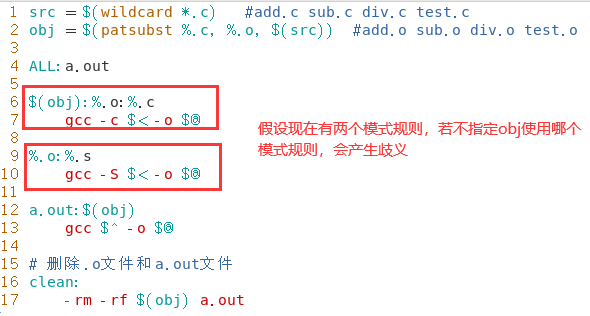 1 src = $(wildcard *.c)   #add.c sub.c div.c test.c
2 obj = $(patsubst %.c, %.o, $(src))  #add.o sub.o div.o test.o
3
4 ALL:a.out
5
6 $(obj):%.o:%.c
7     gcc -c $< -o $@
8
假设现在有两个模式规则，若不指定obj使用哪个
模式规则，会产生歧义
9 %.o:%.s
10     gcc -S $< -o $@
11
12 a.out:$(obj)
13     gcc $^ -o $@
14
15 # 删除.o文件和a.out文件
16 clean:
17     -rm -rf $(obj) a.out